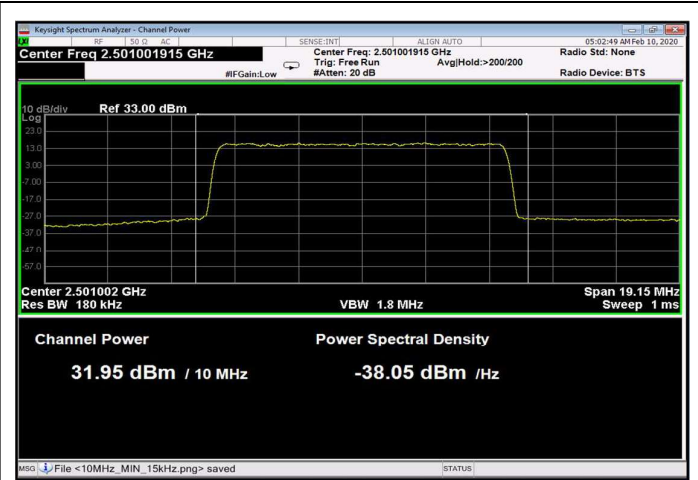 Keysight Spectrum Analyzer - Channel Power
RF 50 Ω AC SENSE:INT ALIGN AUTO 05:02:49 AM Feb 10, 2020
Center Freq 2.501001915 GHz Center Freq: 2.501001915 GHz Radio Std: None
Trig: Free Run Avg|Hold:>200/200
#IFGain:Low #Atten: 20 dB Radio Device: BTS
10 dB/div Ref 33.00 dBm
Log
23.0
13.0
3.00
-7.00
-17.0
-27.0
-37.0
-47.0
-57.0
Center 2.501002 GHz Span 19.15 MHz
Res BW 180 kHz VBW 1.8 MHz Sweep 1 ms
Channel Power Power Spectral Density
31.95 dBm / 10 MHz -38.05 dBm /Hz
MSG File <10MHz_MIN_15kHz.png> saved STATUS